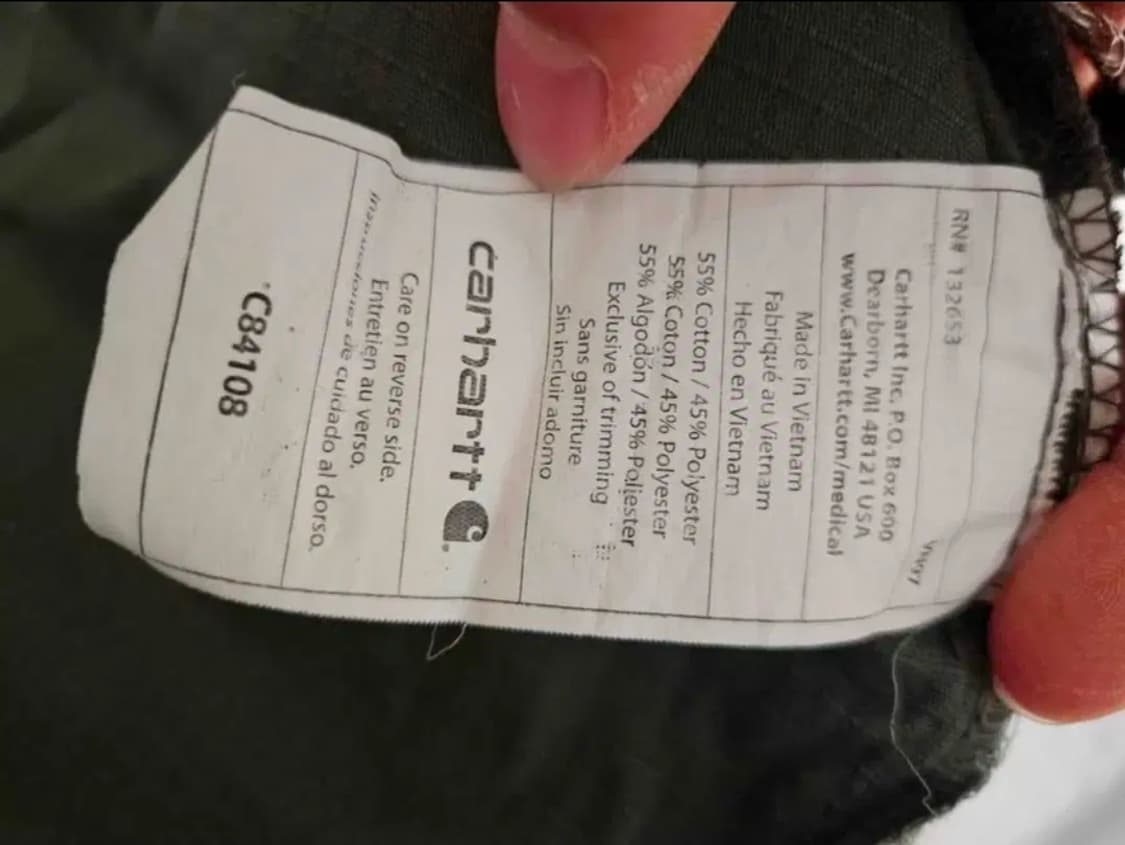 RN# 132653
Carhartt Inc. P.O. Box 600
Dearborn, MI 48121 USA
www.Carhartt.com/medical
Made in Vietnam
Fabriqué au Vietnam
Hecho en Vietnam
55% Cotton / 45% Polyester
55% Coton / 45% Polyester
55% Algodón / 45% Poliester
Exclusive of trimming
Sans garniture
Sin incluir adorno
carhartt
Care on reverse side.
Entretien au verso.
de cuidado al dorso.
C84108